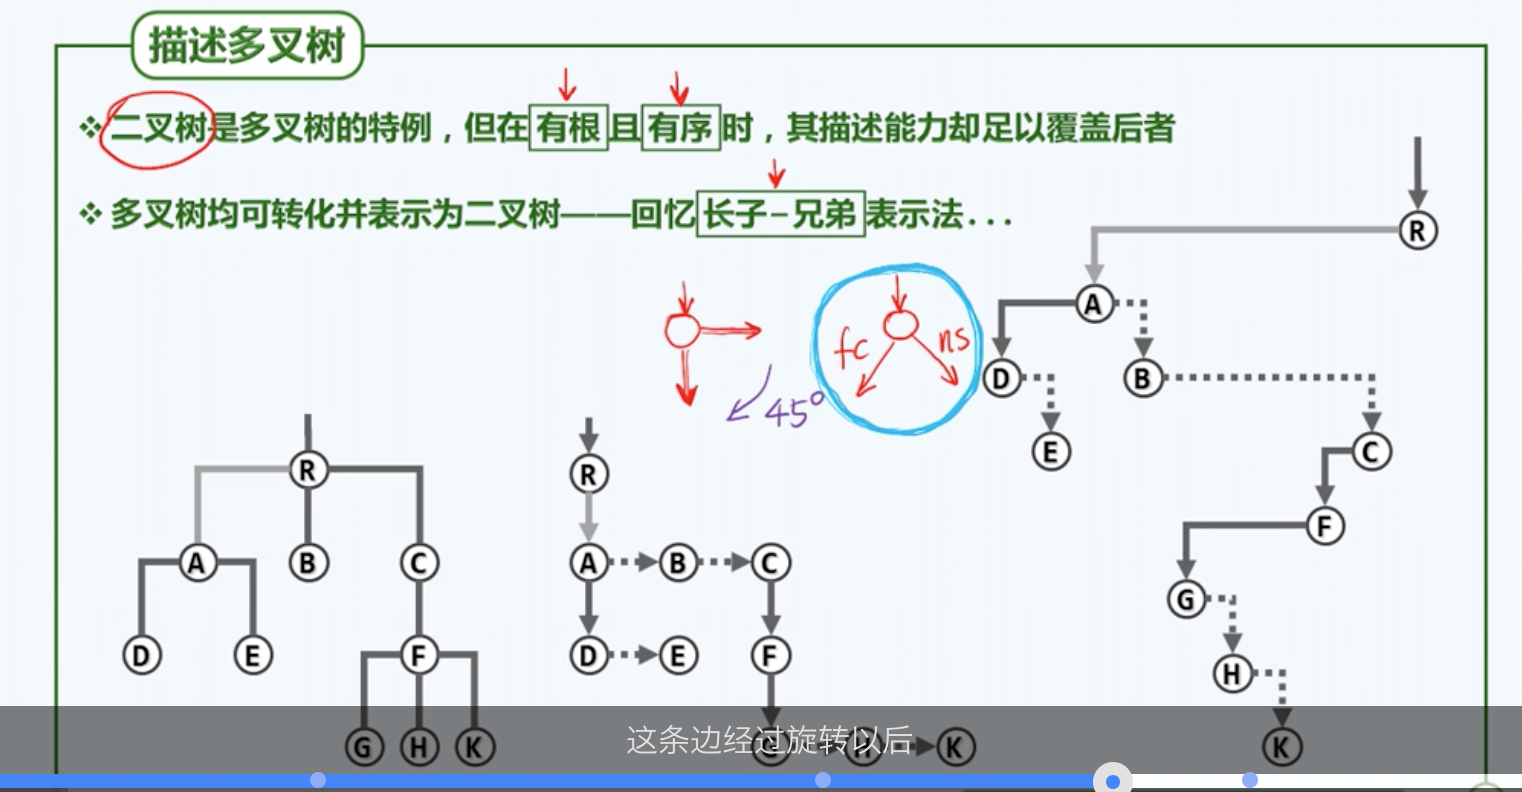 描述多叉树
❖ 二叉树是多叉树的特例，但在有根且有序时，其描述能力却足以覆盖后者
❖ 多叉树均可转化并表示为二叉树——回忆长子-兄弟表示法...
R
A
D
B
E
C
F
G
H
K
fc
ns
45°
R
A
B
C
D
E
F
G
H
K
R
A
B
C
D
E
F
G
H
K
这条边经过旋转以后